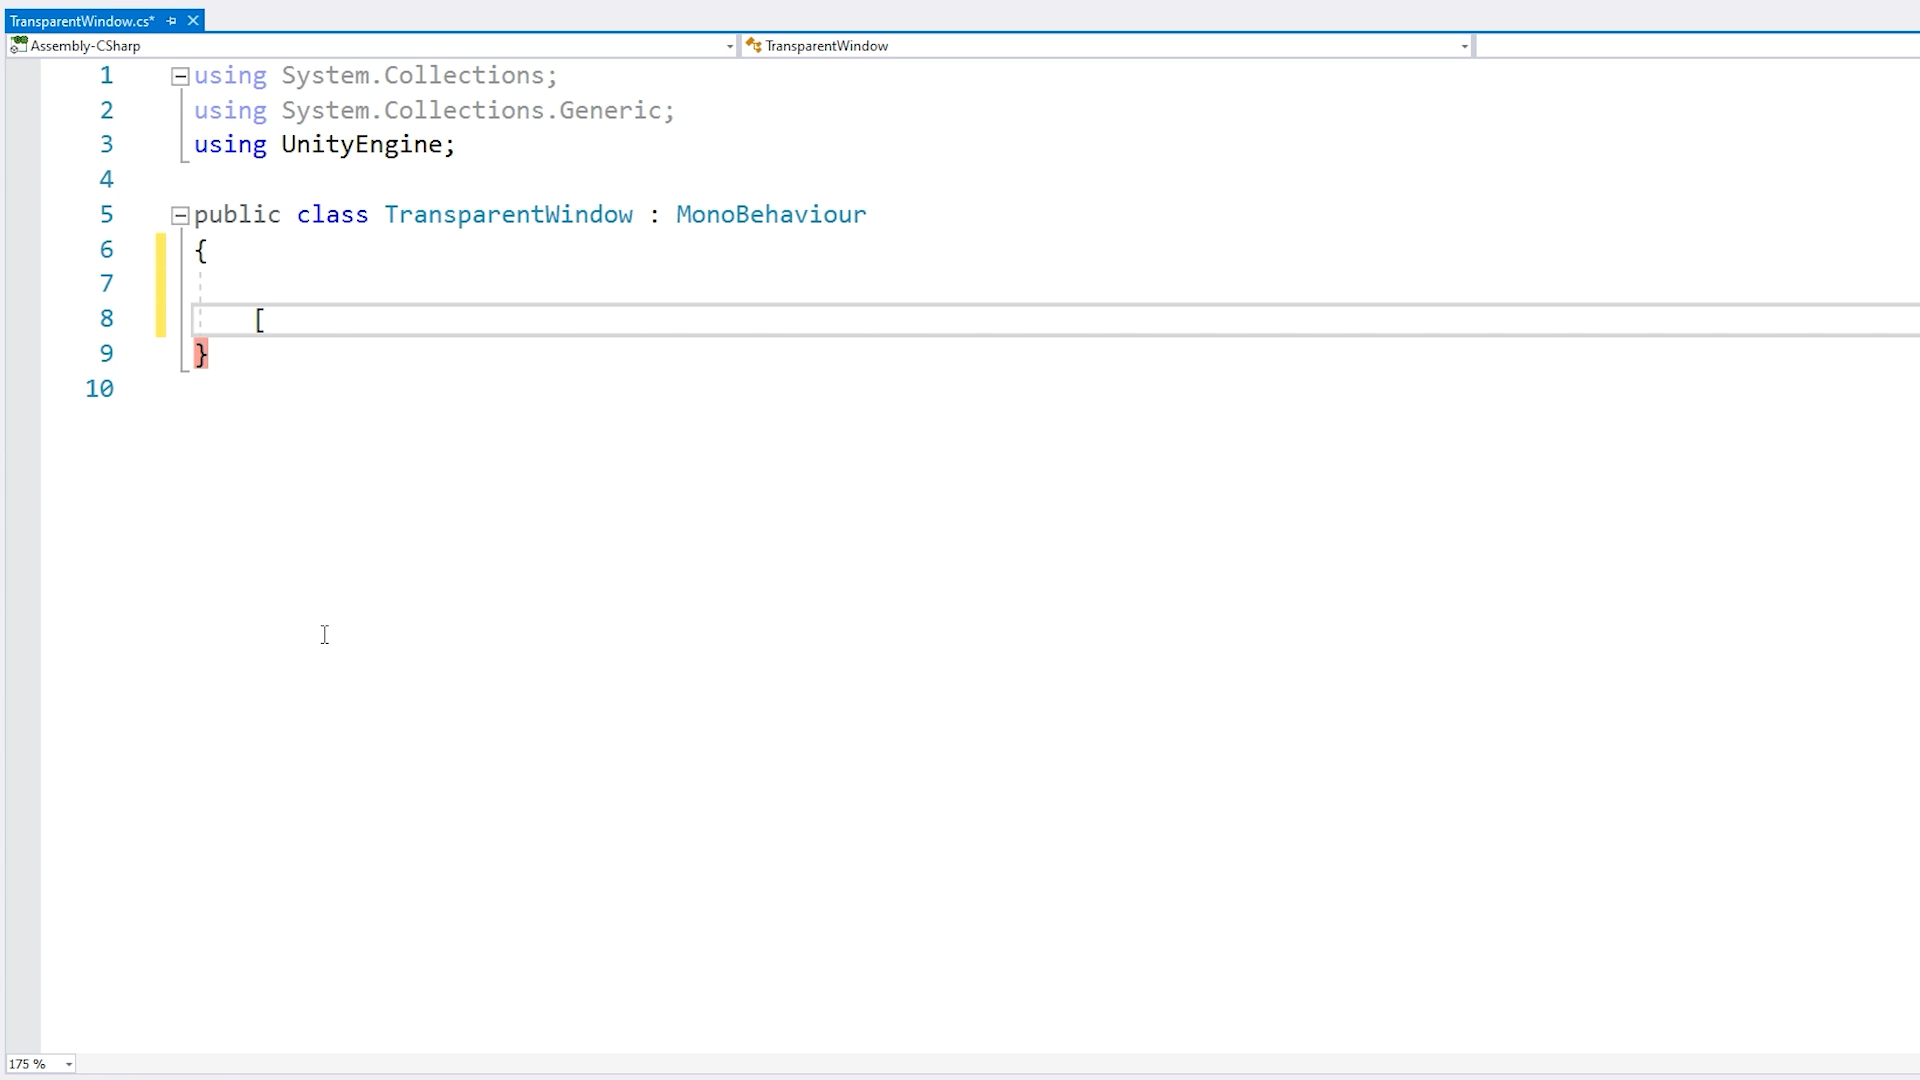 TransparentWindow.cs*
Assembly-CSharp TransparentWindow
1 using System.Collections;
2 using System.Collections.Generic;
3 using UnityEngine;
4
5 public class TransparentWindow : MonoBehaviour
6 {
7
8 [
9 }
10
175 %